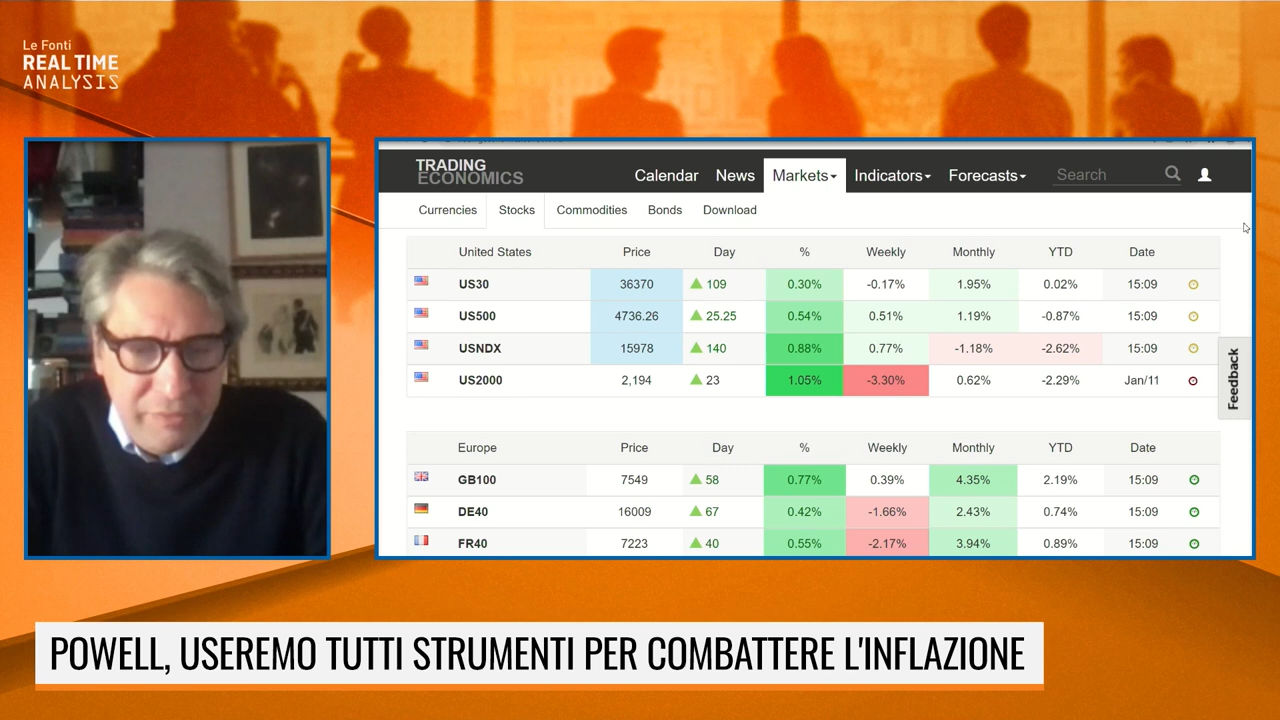 Le Fonti
REAL TIME
ANALYSIS
TRADING
ECONOMICS
Calendar News Markets Indicators Forecasts Search
Currencies Stocks Commodities Bonds Download
United States Price Day % Weekly Monthly YTD Date
US30 36370 109 0.30% -0.17% 1.95% 0.02% 15:09
US500 4736.26 25.25 0.54% 0.51% 1.19% -0.87% 15:09
USNDX 15978 140 0.88% 0.77% -1.18% -2.62% 15:09
US2000 2,194 23 1.05% -3.30% 0.62% -2.29% Jan/11
Feedback
Europe Price Day % Weekly Monthly YTD Date
GB100 7549 58 0.77% 0.39% 4.35% 2.19% 15:09
DE40 16009 67 0.42% -1.66% 2.43% 0.74% 15:09
FR40 7223 40 0.55% -2.17% 3.94% 0.89% 15:09
POWELL, USEREMO TUTTI STRUMENTI PER COMBATTERE L'INFLAZIONE